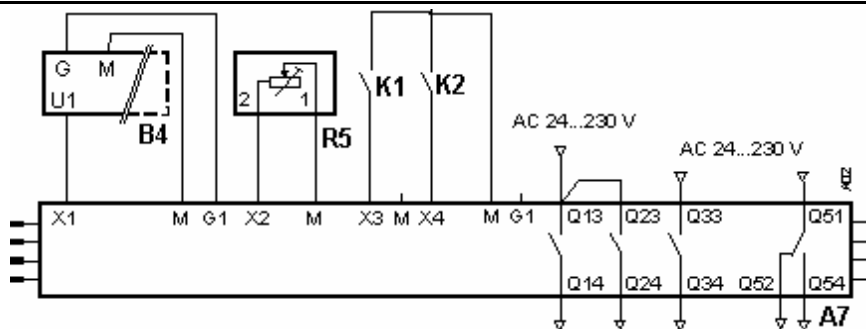 G M
U1
B4
2 1
R5
K1 K2
AC 24...230 V
AC 24...230 V
X1 M G1 X2 M X3 M X4 M G1 Q13 Q23 Q33 Q51
Q14 Q24 Q34 Q52 Q54
A7